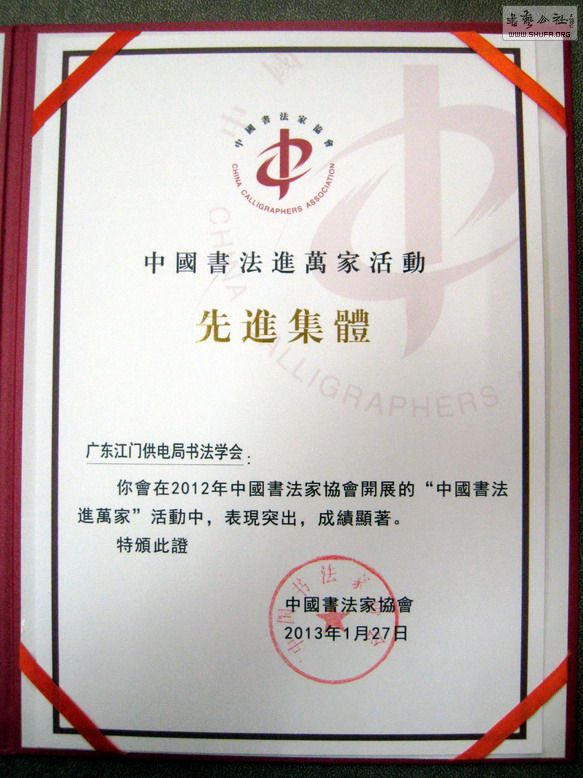 書艺公社
WWW.SHUFA.ORG
中國書法家協會
CHINA CALLIGRAPHERS ASSOCIATION
中國書法進萬家活動
先進集體
广东江门供电局书法学会：
你會在2012年中國書法家協會開展的“中國書法
進萬家”活動中，表現突出，成績顯著。
特頒此證
中國書法家協會
2013年1月27日